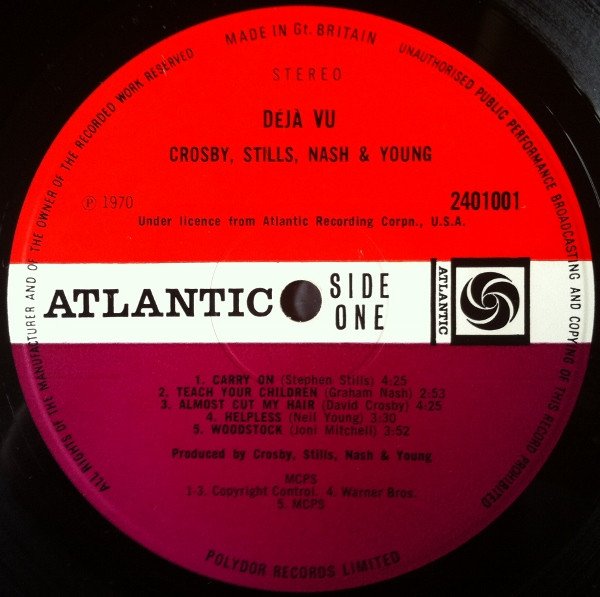 MADE IN Gt. BRITAIN
ALL RIGHTS OF THE MANUFACTURER AND OF THE OWNER OF THE RECORDED WORK RESERVED
UNAUTHORISED PUBLIC PERFORMANCE BROADCASTING AND COPYING OF THIS RECORD PROHIBITED
STEREO
DÉJÀ VU
CROSBY, STILLS, NASH & YOUNG
℗ 1970
2401001
Under licence from Atlantic Recording Corpn., U.S.A.
ATLANTIC
SIDE
ONE
ATLANTIC
1. CARRY ON (Stephen Stills) 4:25
2. TEACH YOUR CHILDREN (Graham Nash) 2:53
3. ALMOST CUT MY HAIR (David Crosby) 4:25
4. HELPLESS (Neil Young) 3:30
5. WOODSTOCK (Joni Mitchell) 3:52
Produced by Crosby, Stills, Nash & Young
MCPS
1-3. Copyright Control. 4. Warner Bros.
5. MCPS
POLYDOR RECORDS LIMITED